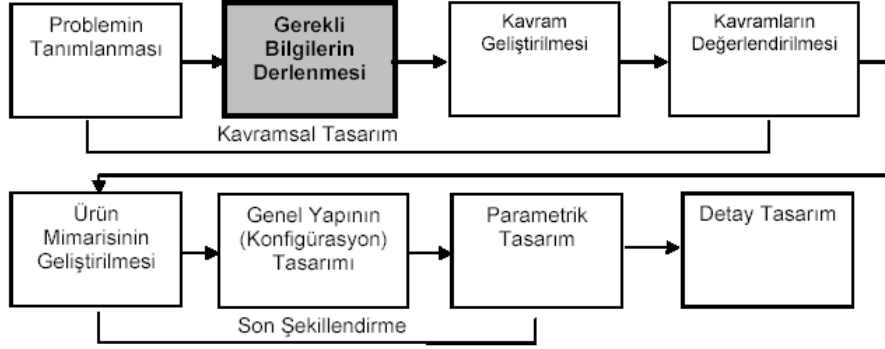 Problemin
Tanımlanması
Gerekli
Bilgilerin
Derlenmesi
Kavram
Geliştirilmesi
Kavramların
Değerlendirilmesi
Kavramsal Tasarım
Ürün
Mimarisinin
Geliştirilmesi
Genel Yapının
(Konfigürasyon)
Tasarımı
Parametrik
Tasarım
Detay Tasarım
Son Şekillendirme